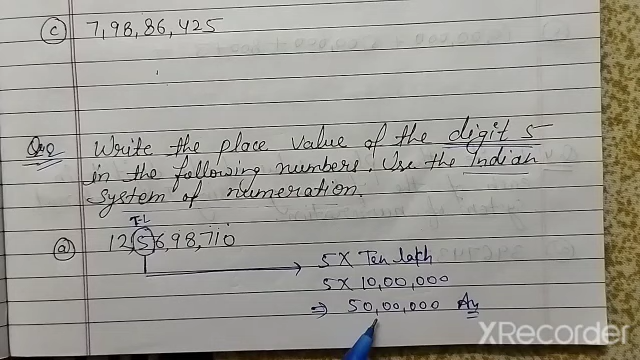 (c) 7,98,86,425
Que Write the place value of the digit 5
in the following numbers. Use the Indian
system of numeration.
T-L
(a) 12,56,98,710
5 X Ten lakh
5 X 10,00,000
⇒ 50,00,000 Ans
XRecorder